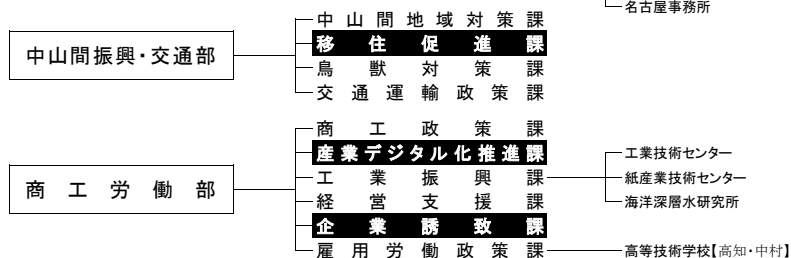 名古屋事務所
中山間振興・交通部
中山間地域対策課
移住促進課
鳥獣対策課
交通運輸政策課
商工労働部
商工政策課
産業デジタル化推進課
工業振興課
工業技術センター
紙産業技術センター
海洋深層水研究所
経営支援課
企業誘致課
雇用労働政策課
高等技術学校【高知・中村】